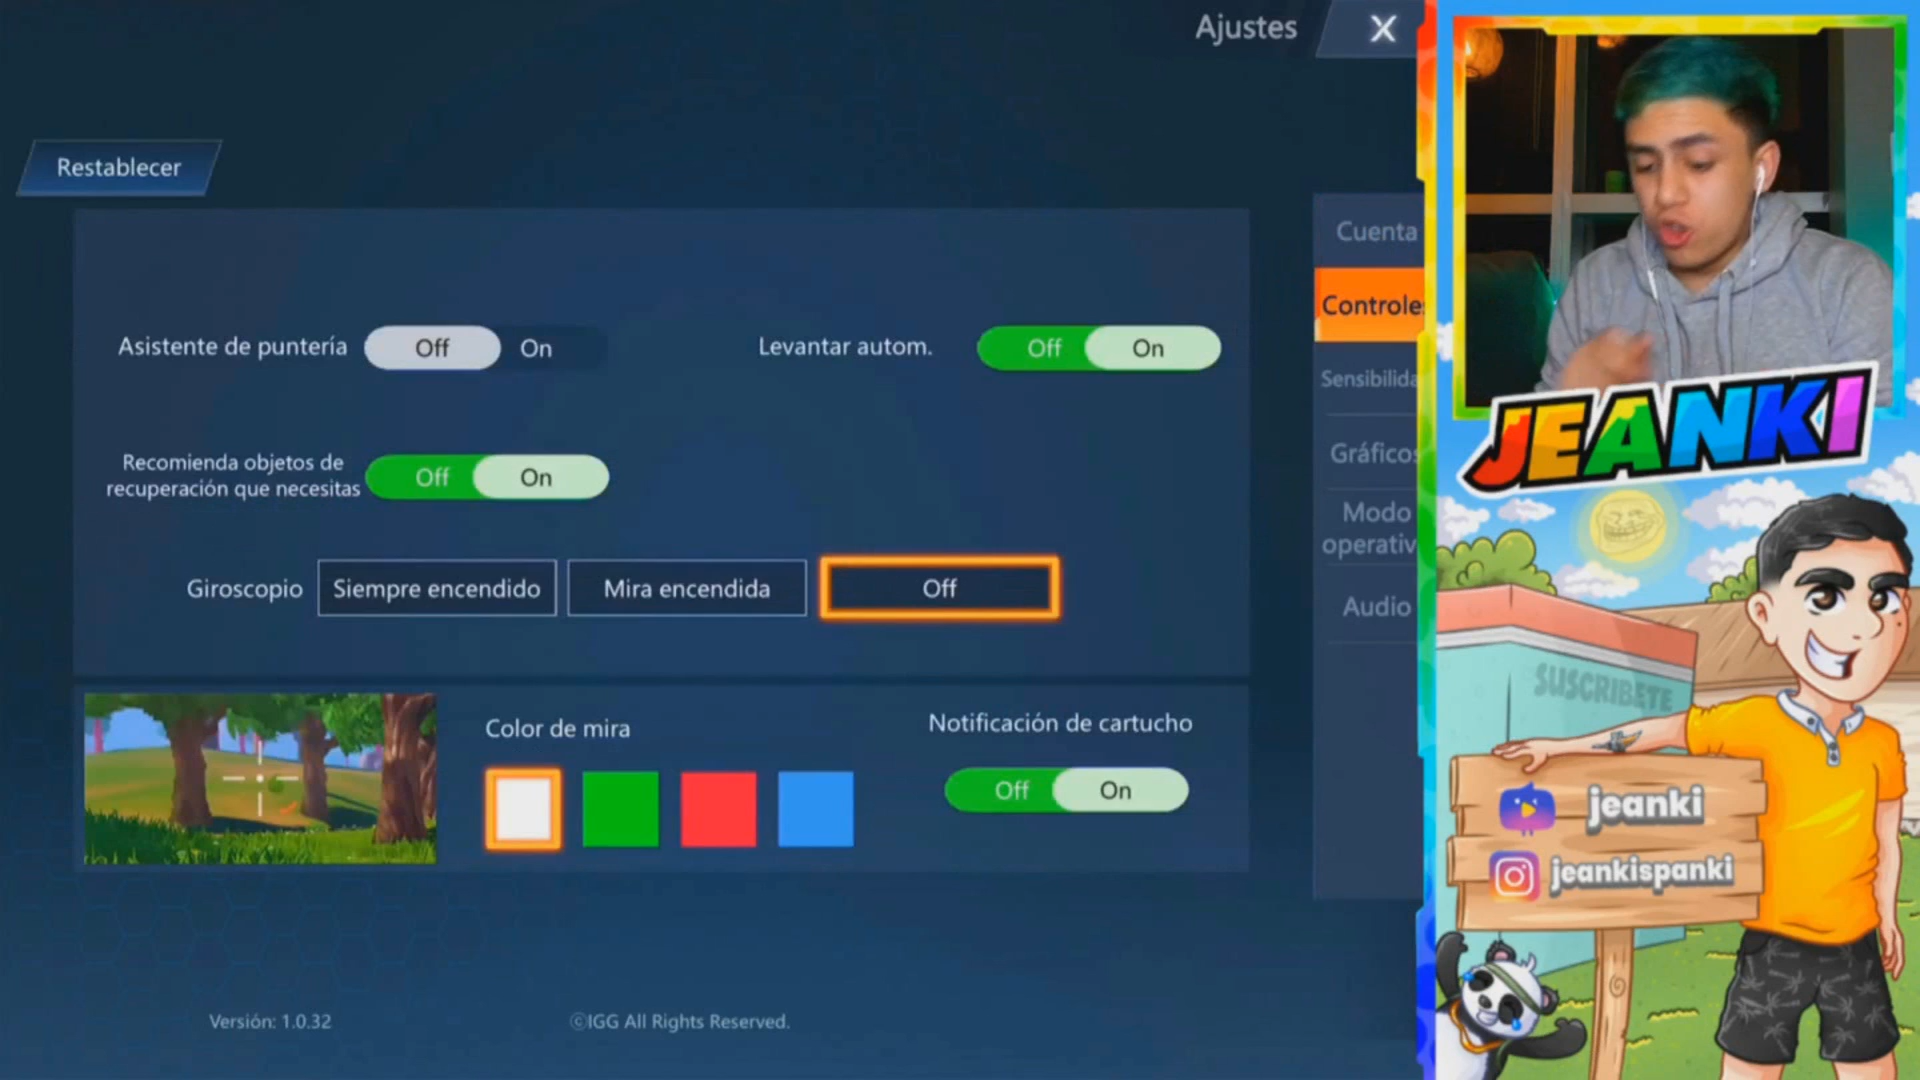 Ajustes
X
Restablecer
Cuenta
Controle
Sensibilida
Gráficos
Modo
operativ
Audio
Asistente de puntería
Off
On
Levantar autom.
Off
On
Recomienda objetos de
recuperación que necesitas
Off
On
Giroscopio
Siempre encendido
Mira encendida
Off
Color de mira
Notificación de cartucho
Off
On
Versión: 1.0.32
©IGG All Rights Reserved.
JEANKI
SUSCRIBETE
jeanki
jeankispanki